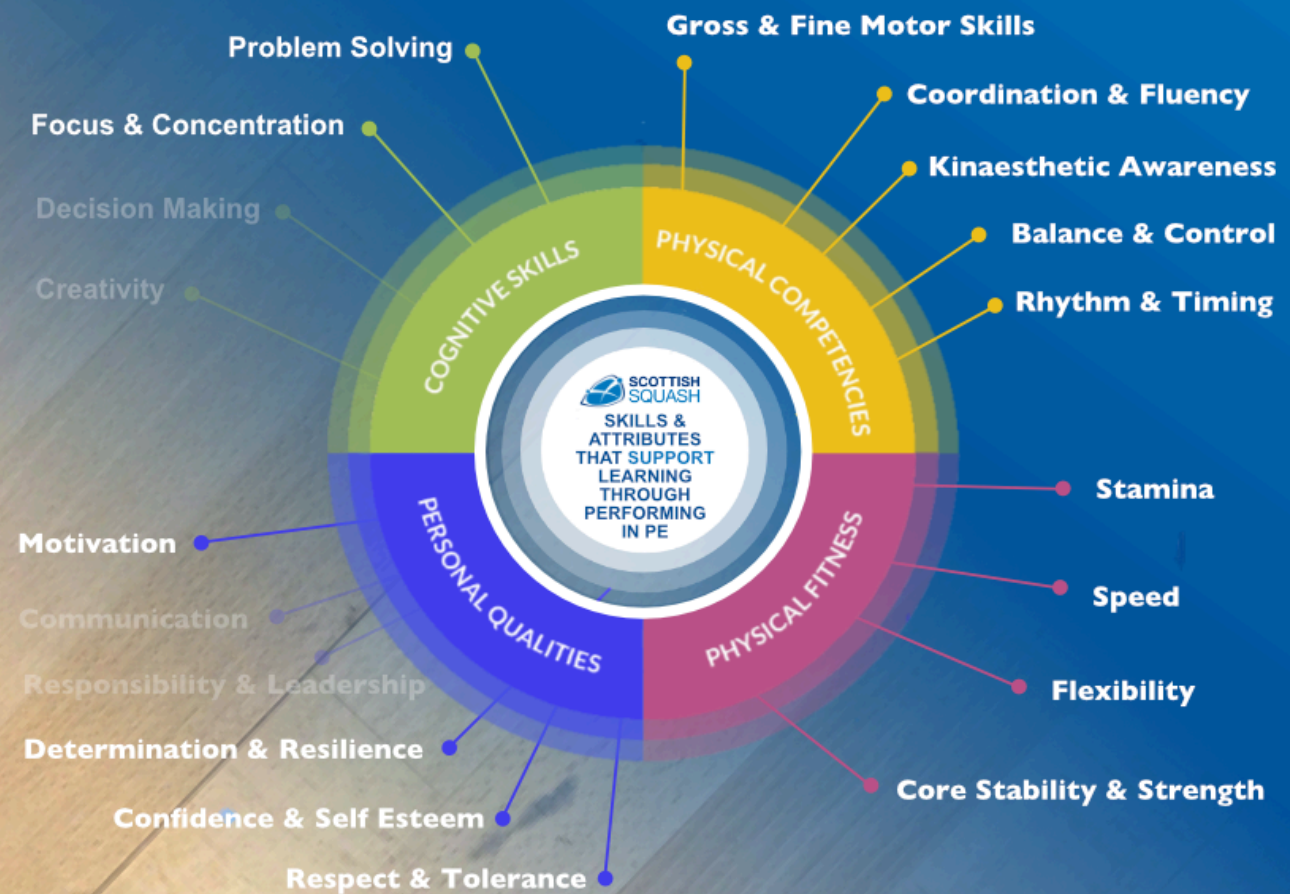 Gross & Fine Motor Skills
Problem Solving
Coordination & Fluency
Focus & Concentration
Kinaesthetic Awareness
Decision Making
Balance & Control
Creativity
Rhythm & Timing
COGNITIVE SKILLS
PHYSICAL COMPETENCIES
SCOTTISH
SQUASH
SKILLS &
ATTRIBUTES
THAT SUPPORT
LEARNING
THROUGH
PERFORMING
IN PE
PERSONAL QUALITIES
PHYSICAL FITNESS
Stamina
Motivation
Speed
Communication
Responsibility & Leadership
Flexibility
Determination & Resilience
Core Stability & Strength
Confidence & Self Esteem
Respect & Tolerance